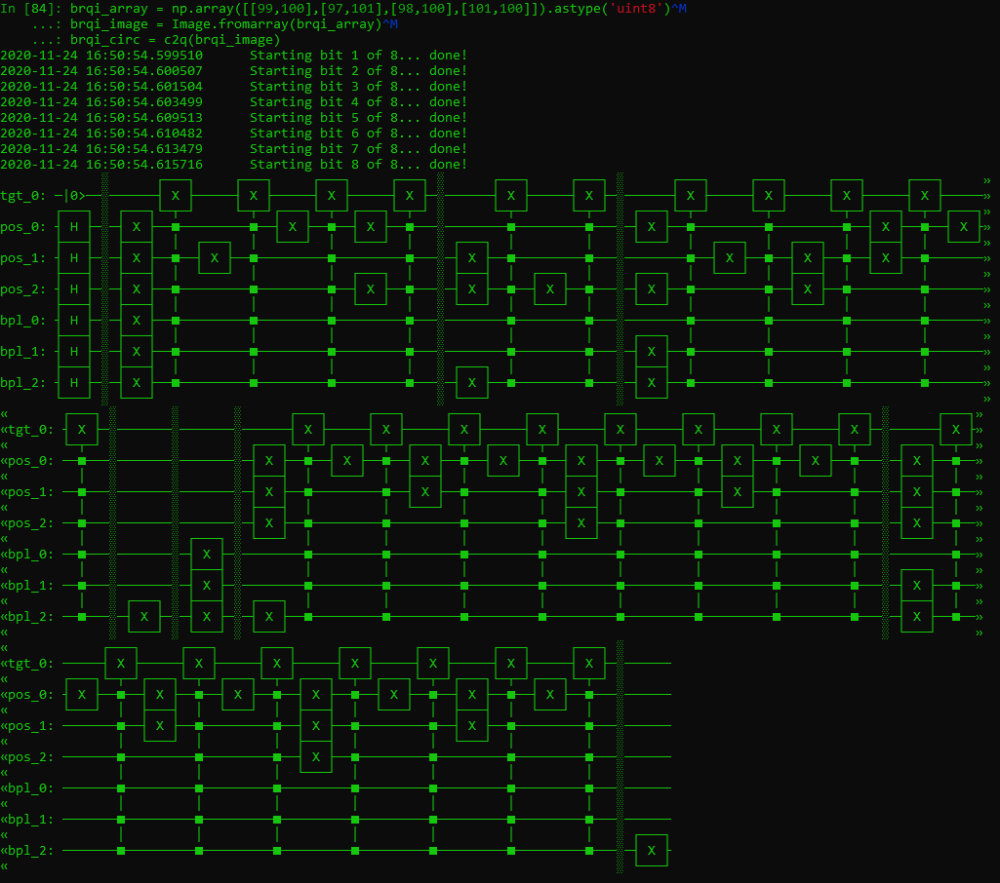 In [84]: brqi_array = np.array([[99,100],[97,101],[98,100],[101,100]]).astype('uint8')^M
...: brqi_image = Image.fromarray(brqi_array)^M
...: brqi_circ = c2q(brqi_image)
2020-11-24 16:50:54.599510 Starting bit 1 of 8... done!
2020-11-24 16:50:54.600507 Starting bit 2 of 8... done!
2020-11-24 16:50:54.601504 Starting bit 3 of 8... done!
2020-11-24 16:50:54.603499 Starting bit 4 of 8... done!
2020-11-24 16:50:54.609513 Starting bit 5 of 8... done!
2020-11-24 16:50:54.610482 Starting bit 6 of 8... done!
2020-11-24 16:50:54.613479 Starting bit 7 of 8... done!
2020-11-24 16:50:54.615716 Starting bit 8 of 8... done!
»
tgt_0: |0> X X X X X X X X X X »
»
pos_0: H X X X X X X »
»
pos_1: H X X X X X X »
»
pos_2: H X X X X X X »
»
bpl_0: H X »
»
bpl_1: H X X »
»
bpl_2: H X X X »
»
« »
«tgt_0: X X X X X X X X X X »
« »
«pos_0: X X X X X X X X X »
« »
«pos_1: X X X X X »
« »
«pos_2: X X X »
« »
«bpl_0: X »
« »
«bpl_1: X X »
« »
«bpl_2: X X X X »
« »
«
«tgt_0: X X X X X X X
«
«pos_0: X X X X X X X
«
«pos_1: X X X
«
«pos_2: X
«
«bpl_0:
«
«bpl_1:
«
«bpl_2: X
«